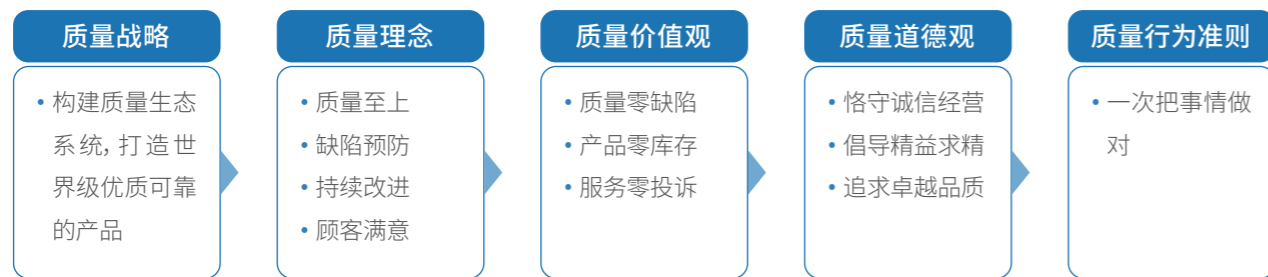 质量战略
• 构建质量生态
系统,打造世
界级优质可靠
的产品
质量理念
• 质量至上
• 缺陷预防
• 持续改进
• 顾客满意
质量价值观
• 质量零缺陷
• 产品零库存
• 服务零投诉
质量道德观
• 恪守诚信经营
• 倡导精益求精
• 追求卓越品质
质量行为准则
• 一次把事情做
对